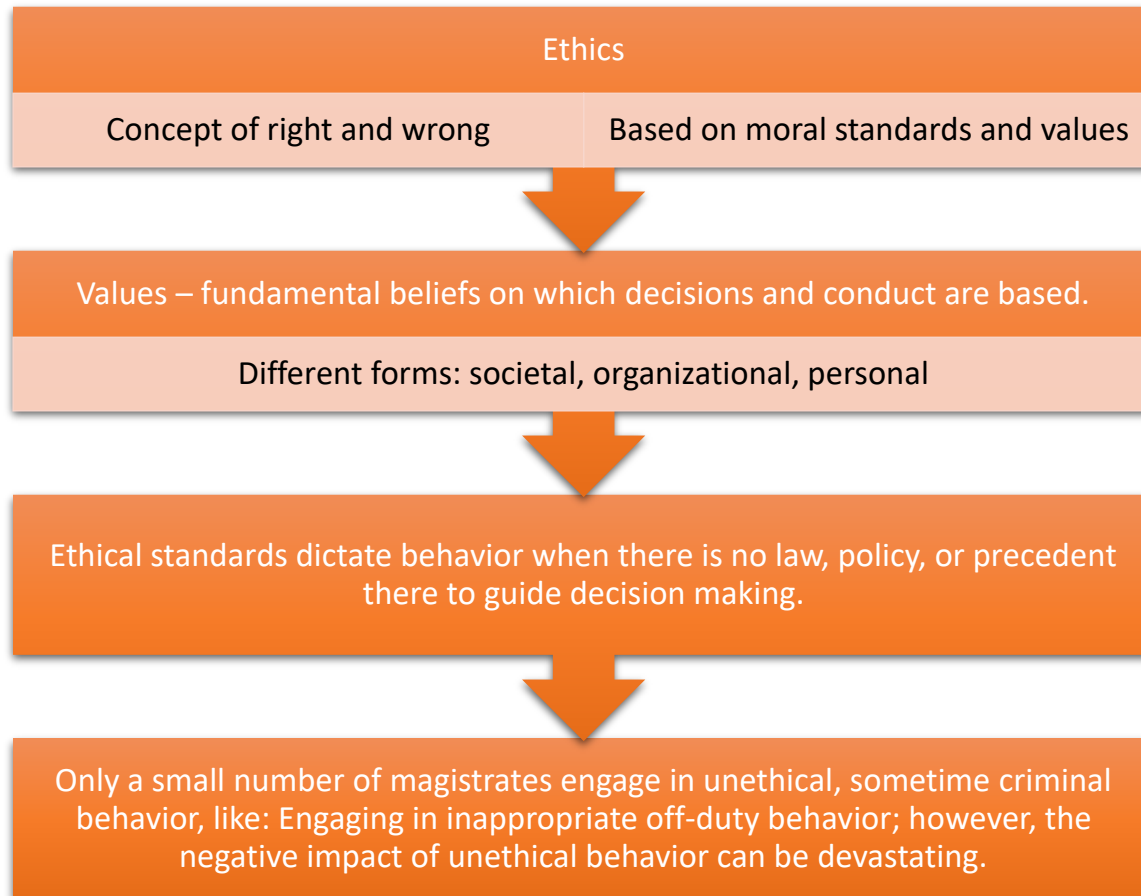 Ethics
Concept of right and wrong
Based on moral standards and values
Values – fundamental beliefs on which decisions and conduct are based.
Different forms: societal, organizational, personal
Ethical standards dictate behavior when there is no law, policy, or precedent
there to guide decision making.
Only a small number of magistrates engage in unethical, sometime criminal
behavior, like: Engaging in inappropriate off-duty behavior; however, the
negative impact of unethical behavior can be devastating.